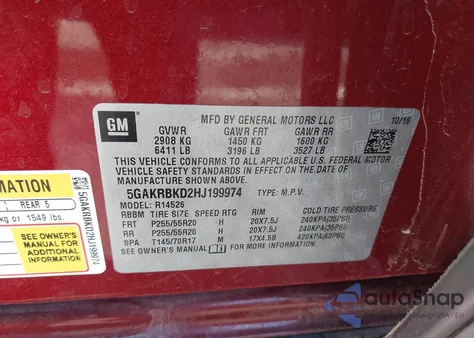 GM
MFD BY GENERAL MOTORS LLC 10/16
GVWR GAWR FRT GAWR RR
2908 KG 1450 KG 1600 KG
6411 LB 3196 LB 3527 LB
THIS VEHICLE CONFORMS TO ALL APPLICABLE U.S. FEDERAL MOTOR
VEHICLE SAFETY STANDARDS IN EFFECT ON THE DATE OF
MANUFACTURE SHOWN ABOVE.
5GAKRBKD2HJ199974 TYPE: M.P.V.
MODEL: R14526
RBBM TIRE SIZE SPEED RTG RIM COLD TIRE PRESSURE
FRT P255/55R20 H 20X7.5J 240KPA(35PSI)
RR P255/55R20 H 20X7.5J 240KPA(35PSI)
SPA T145/70R17 M 17X4.5B 420KPA(60PSI)
SEE OWNER'S MANUAL FOR MORE INFORMATION.
RMATION
1 REAR 5
kg or 1549 lbs.
SEE OWNER'S
MANUAL FOR
ADDITIONAL
INFORMATION
5GAKRBKD2HJ199974
autoSnap